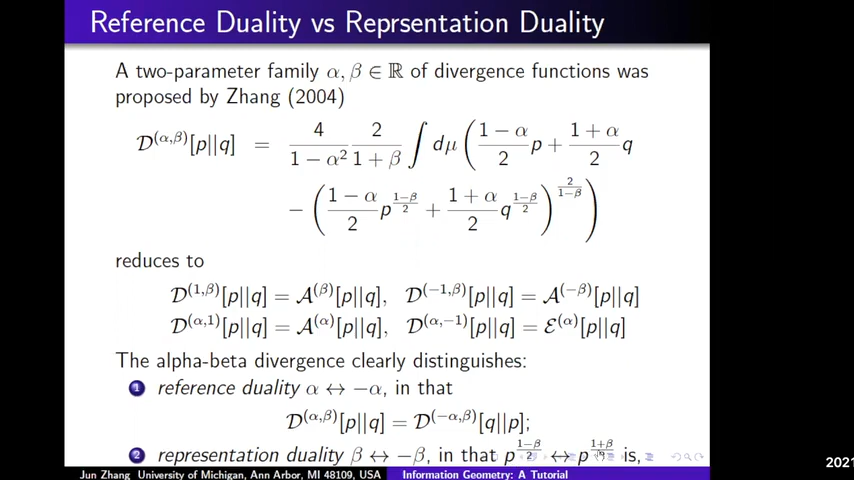 Reference Duality vs Reprsentation Duality
A two-parameter family α, β ∈ ℝ of divergence functions was
proposed by Zhang (2004)
𝒟^(α,β)[p||q] = 4/(1 − α²) 2/(1 + β) ∫ dμ ( (1 − α)/2 p + (1 + α)/2 q
− ( (1 − α)/2 p^((1−β)/2) + (1 + α)/2 q^((1−β)/2) )^(2/(1−β)) )
reduces to
𝒟^(1,β)[p||q] = 𝒜^(β)[p||q], 𝒟^(−1,β)[p||q] = 𝒜^(−β)[p||q]
𝒟^(α,1)[p||q] = 𝒜^(α)[p||q], 𝒟^(α,−1)[p||q] = ℰ^(α)[p||q]
The alpha-beta divergence clearly distinguishes:
1 reference duality α ↔ −α, in that
𝒟^(α,β)[p||q] = 𝒟^(−α,β)[q||p];
2 representation duality β ↔ −β, in that p^((1−β)/2) ↔ p^((1+β)/2) is,
Jun Zhang University of Michigan, Ann Arbor, MI 48109, USA Information Geometry: A Tutorial
2021